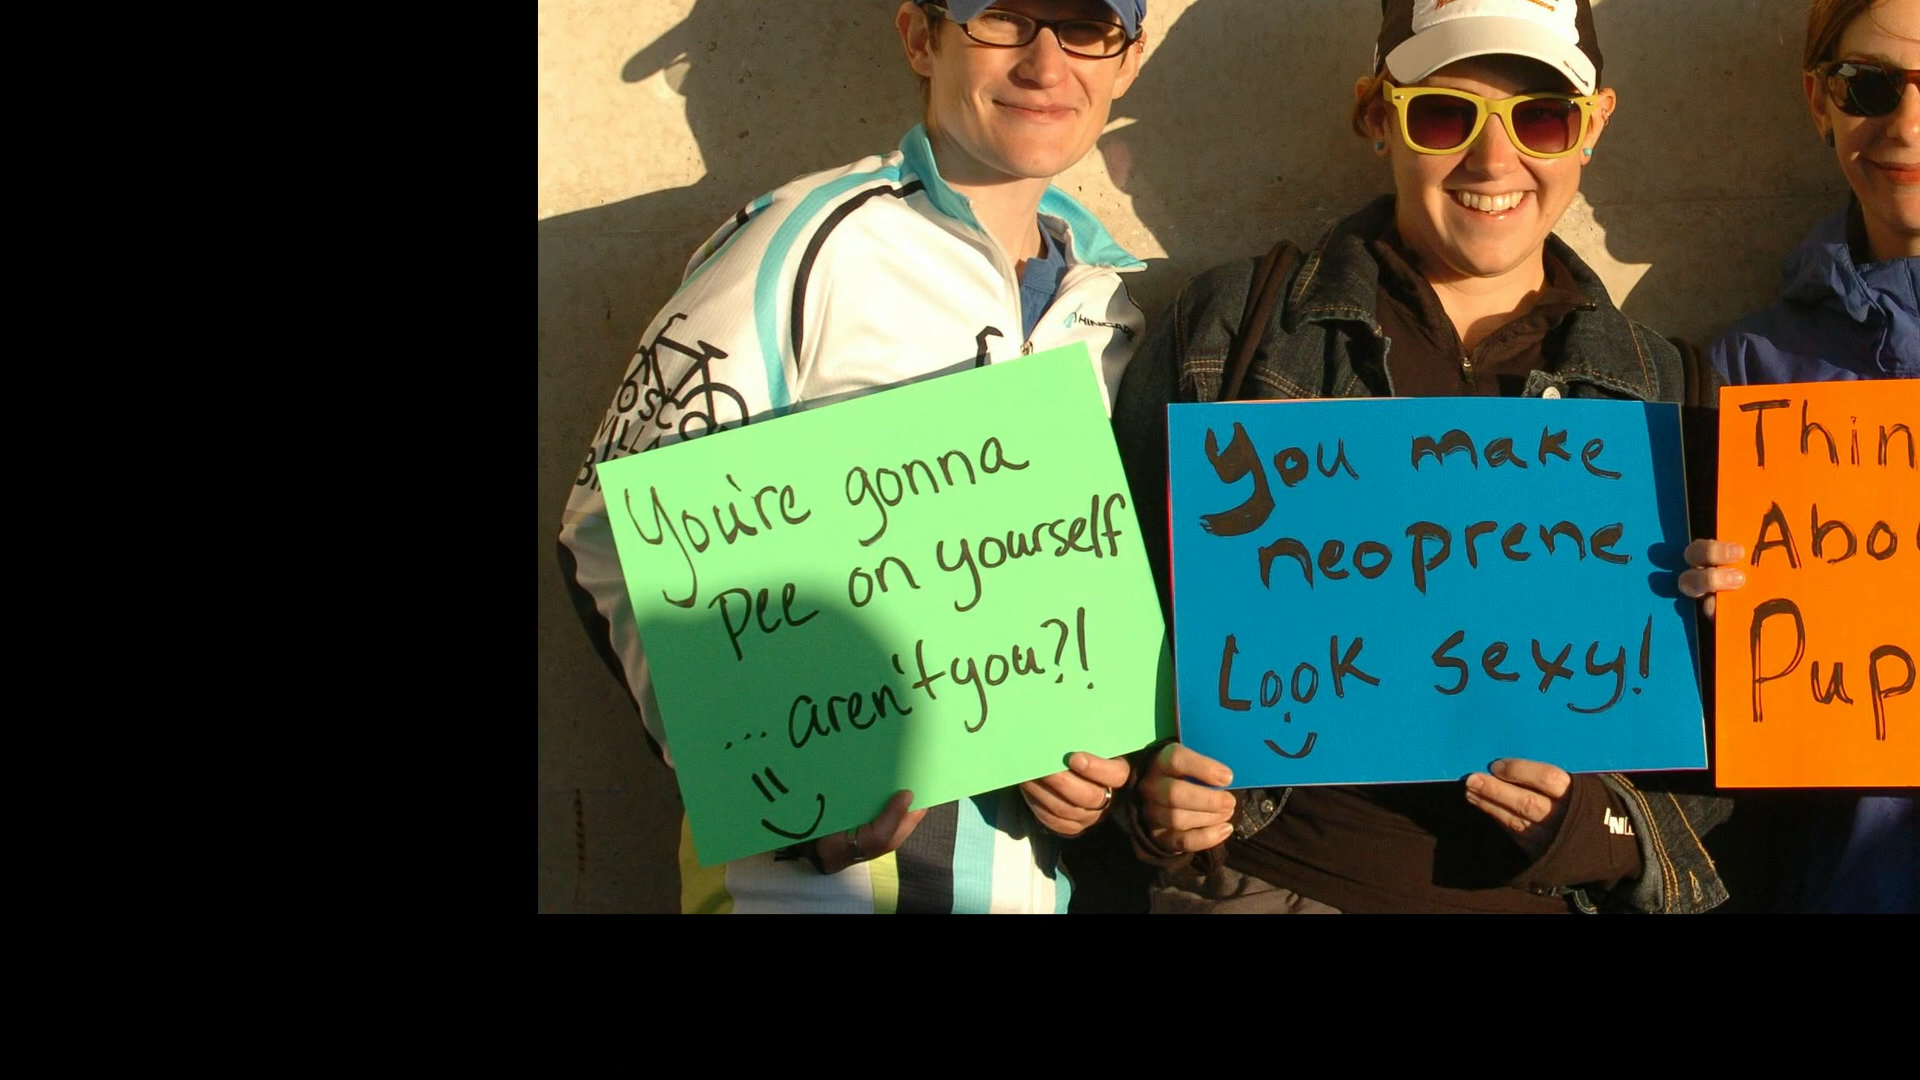 You're gonna
pee on yourself
... aren't you?!
You make
neoprene
Look sexy!
Thin
Abo
Pup